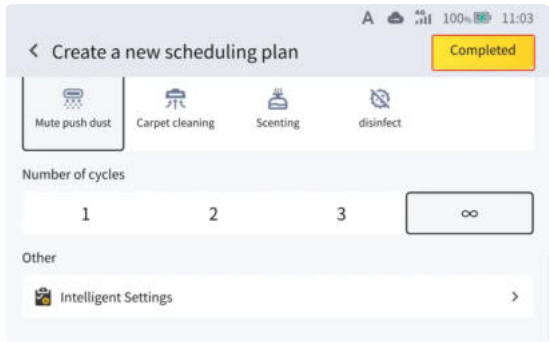 A 4G 100% 11:03
Create a new scheduling plan Completed
Mute push dust Carpet cleaning Scenting disinfect
Number of cycles
1 2 3 ∞
Other
Intelligent Settings